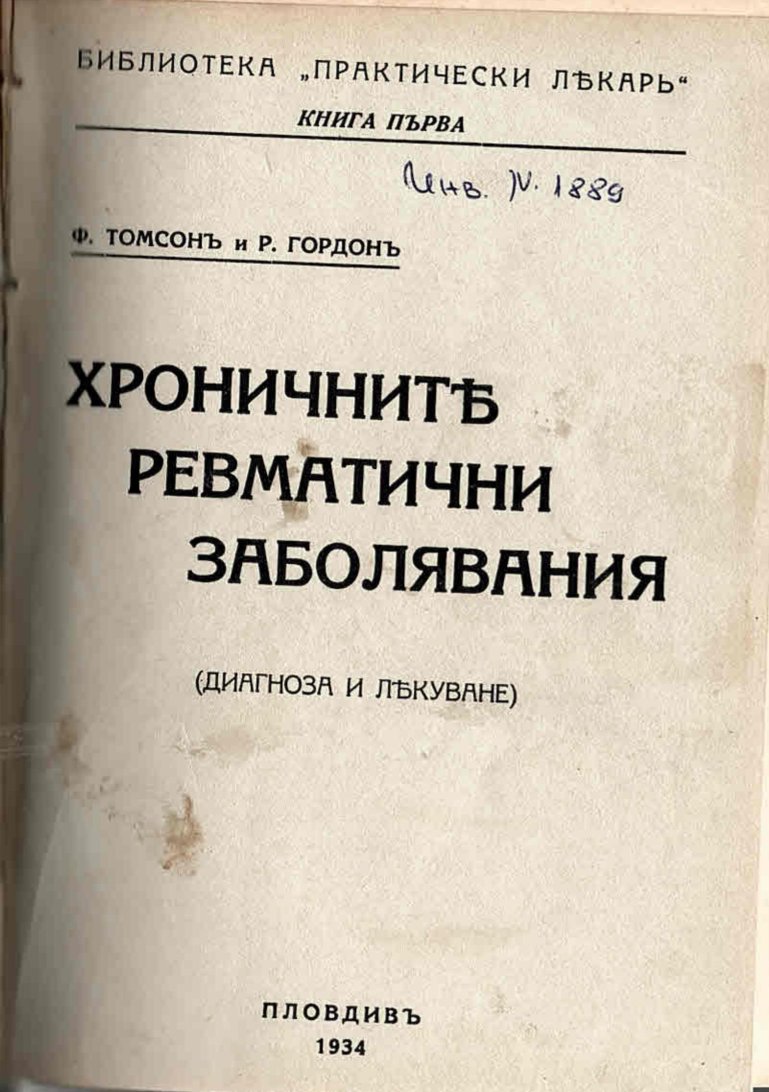 БИБЛИОТЕКА „ПРАКТИЧЕСКИ ЛѢКАРЬ“
КНИГА ПЪРВА
Инв. №. 1889
Ф. ТОМСОНЪ и Р. ГОРДОНЪ
ХРОНИЧНИТѢ
РЕВМАТИЧНИ
ЗАБОЛЯВАНИЯ
(ДИАГНОЗА И ЛѢКУВАНЕ)
ПЛОВДИВЪ
1934